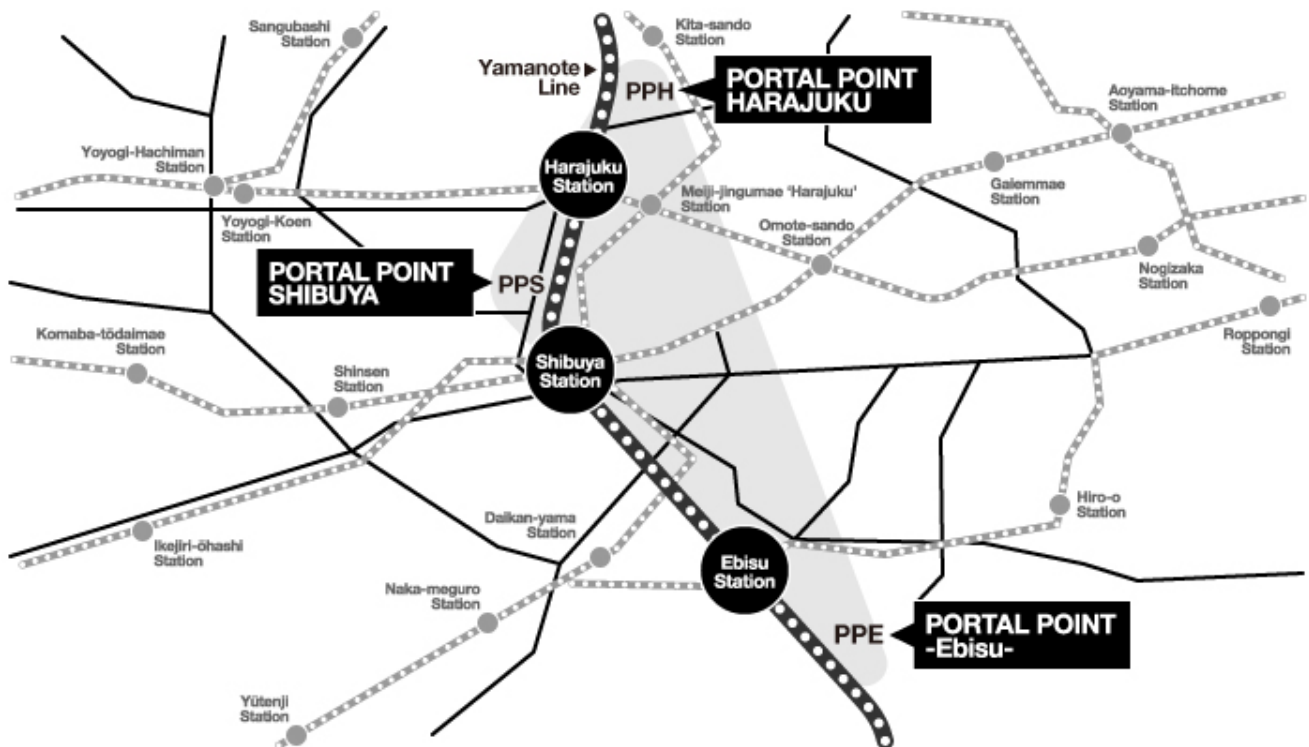 Sangubashi
Station
Kita-sando
Station
Yamanote
Line
PPH
PORTAL POINT
HARAJUKU
Aoyama-itchome
Station
Yoyogi-Hachiman
Station
Harajuku
Station
Gaiemmae
Station
Meiji-jingumae ‘Harajuku’
Station
Yoyogi-Koen
Station
Omote-sando
Station
Nogizaka
Station
PORTAL POINT
SHIBUYA
PPS
Komaba-tōdaimae
Station
Roppongi
Station
Shinsen
Station
Shibuya
Station
Hiro-o
Station
Daikan-yama
Station
Ikejiri-ōhashi
Station
Ebisu
Station
Naka-meguro
Station
PPE
PORTAL POINT
-Ebisu-
Yūtenji
Station